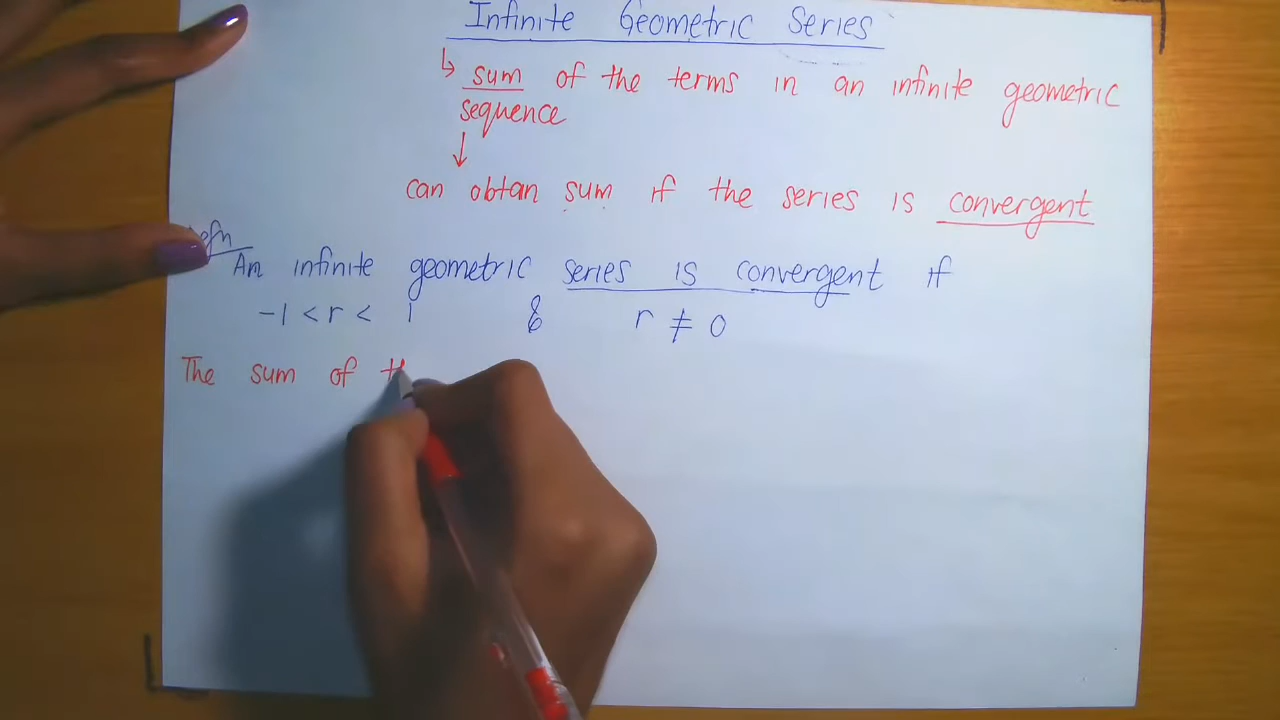 Infinite Geometric Series
↳ sum of the terms in an infinite geometric
sequence
↓
can obtan sum if the series is convergent
An infinite geometric series is convergent if
-1 < r < 1 & r ≠ 0
The sum of